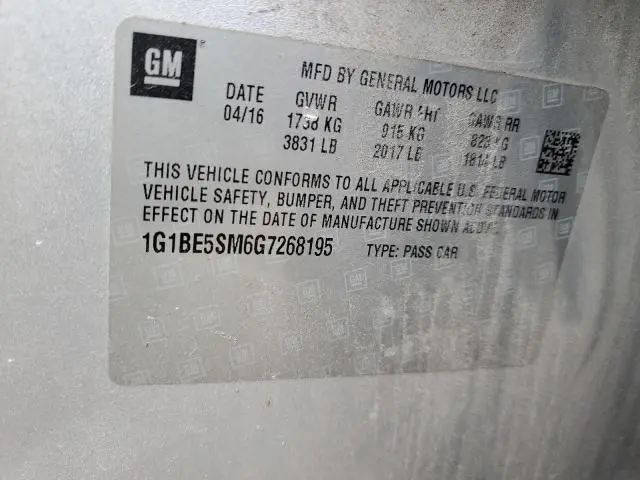 GM ®
MFD BY GENERAL MOTORS LLC
DATE GVWR GAWR FRT GAWR RR
04/16 1738 KG 915 KG 823 KG
3831 LB 2017 LB 1814 LB
THIS VEHICLE CONFORMS TO ALL APPLICABLE U.S. FEDERAL MOTOR
VEHICLE SAFETY, BUMPER, AND THEFT PREVENTION STANDARDS IN
EFFECT ON THE DATE OF MANUFACTURE SHOWN ABOVE.
1G1BE5SM6G7268195 TYPE: PASS CAR